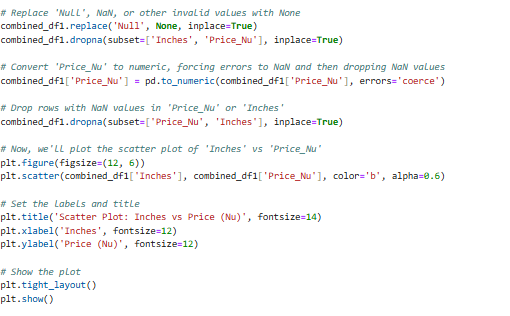 # Replace 'Null', NaN, or other invalid values with None
combined_df1.replace('Null', None, inplace=True)
combined_df1.dropna(subset=['Inches', 'Price_Nu'], inplace=True)
# Convert 'Price_Nu' to numeric, forcing errors to NaN and then dropping NaN values
combined_df1['Price_Nu'] = pd.to_numeric(combined_df1['Price_Nu'], errors='coerce')
# Drop rows with NaN values in 'Price_Nu' or 'Inches'
combined_df1.dropna(subset=['Price_Nu', 'Inches'], inplace=True)
# Now, we'll plot the scatter plot of 'Inches' vs 'Price_Nu'
plt.figure(figsize=(12, 6))
plt.scatter(combined_df1['Inches'], combined_df1['Price_Nu'], color='b', alpha=0.6)
# Set the labels and title
plt.title('Scatter Plot: Inches vs Price (Nu)', fontsize=14)
plt.xlabel('Inches', fontsize=12)
plt.ylabel('Price (Nu)', fontsize=12)
# Show the plot
plt.tight_layout()
plt.show()